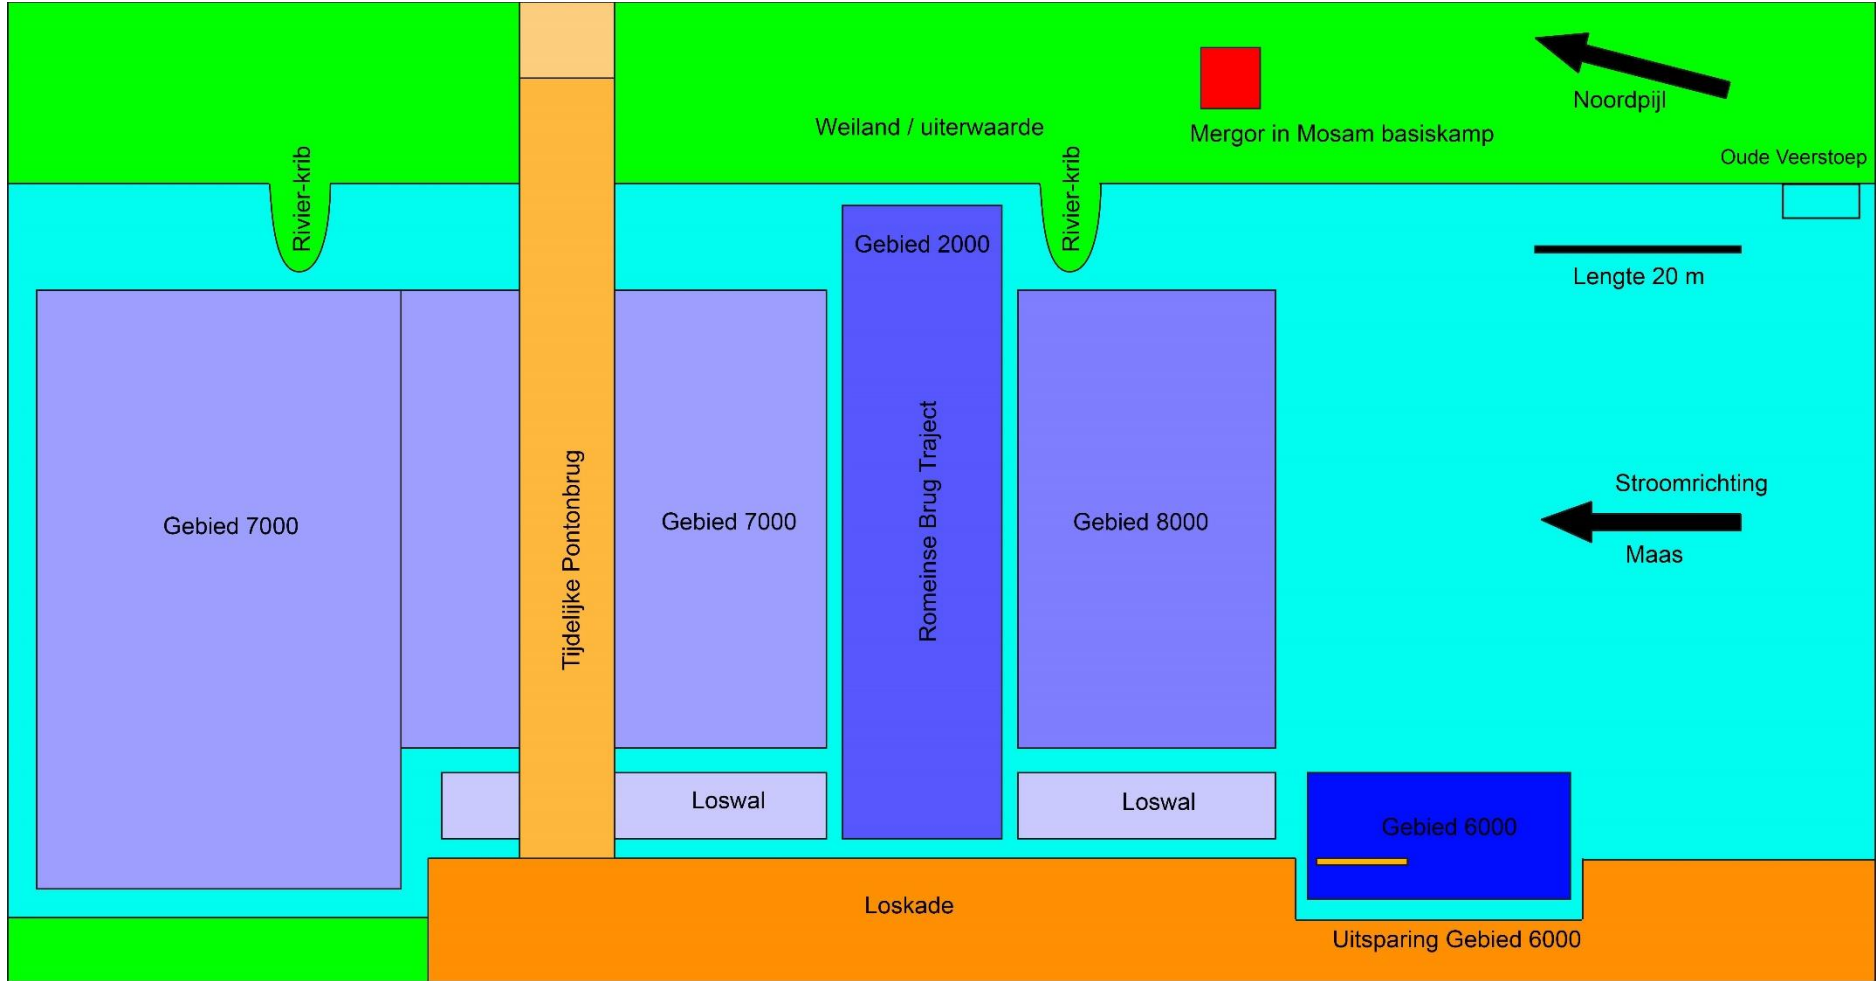 Noordpijl
Weiland / uiterwaarde
Mergor in Mosam basiskamp
Oude Veerstoep
Rivier-krib
Rivier-krib
Gebied 2000
Lengte 20 m
Stroomrichting
Maas
Gebied 7000
Tijdelijke Pontonbrug
Gebied 7000
Romeinse Brug Traject
Gebied 8000
Loswal
Loswal
Gebied 6000
Loskade
Uitsparing Gebied 6000